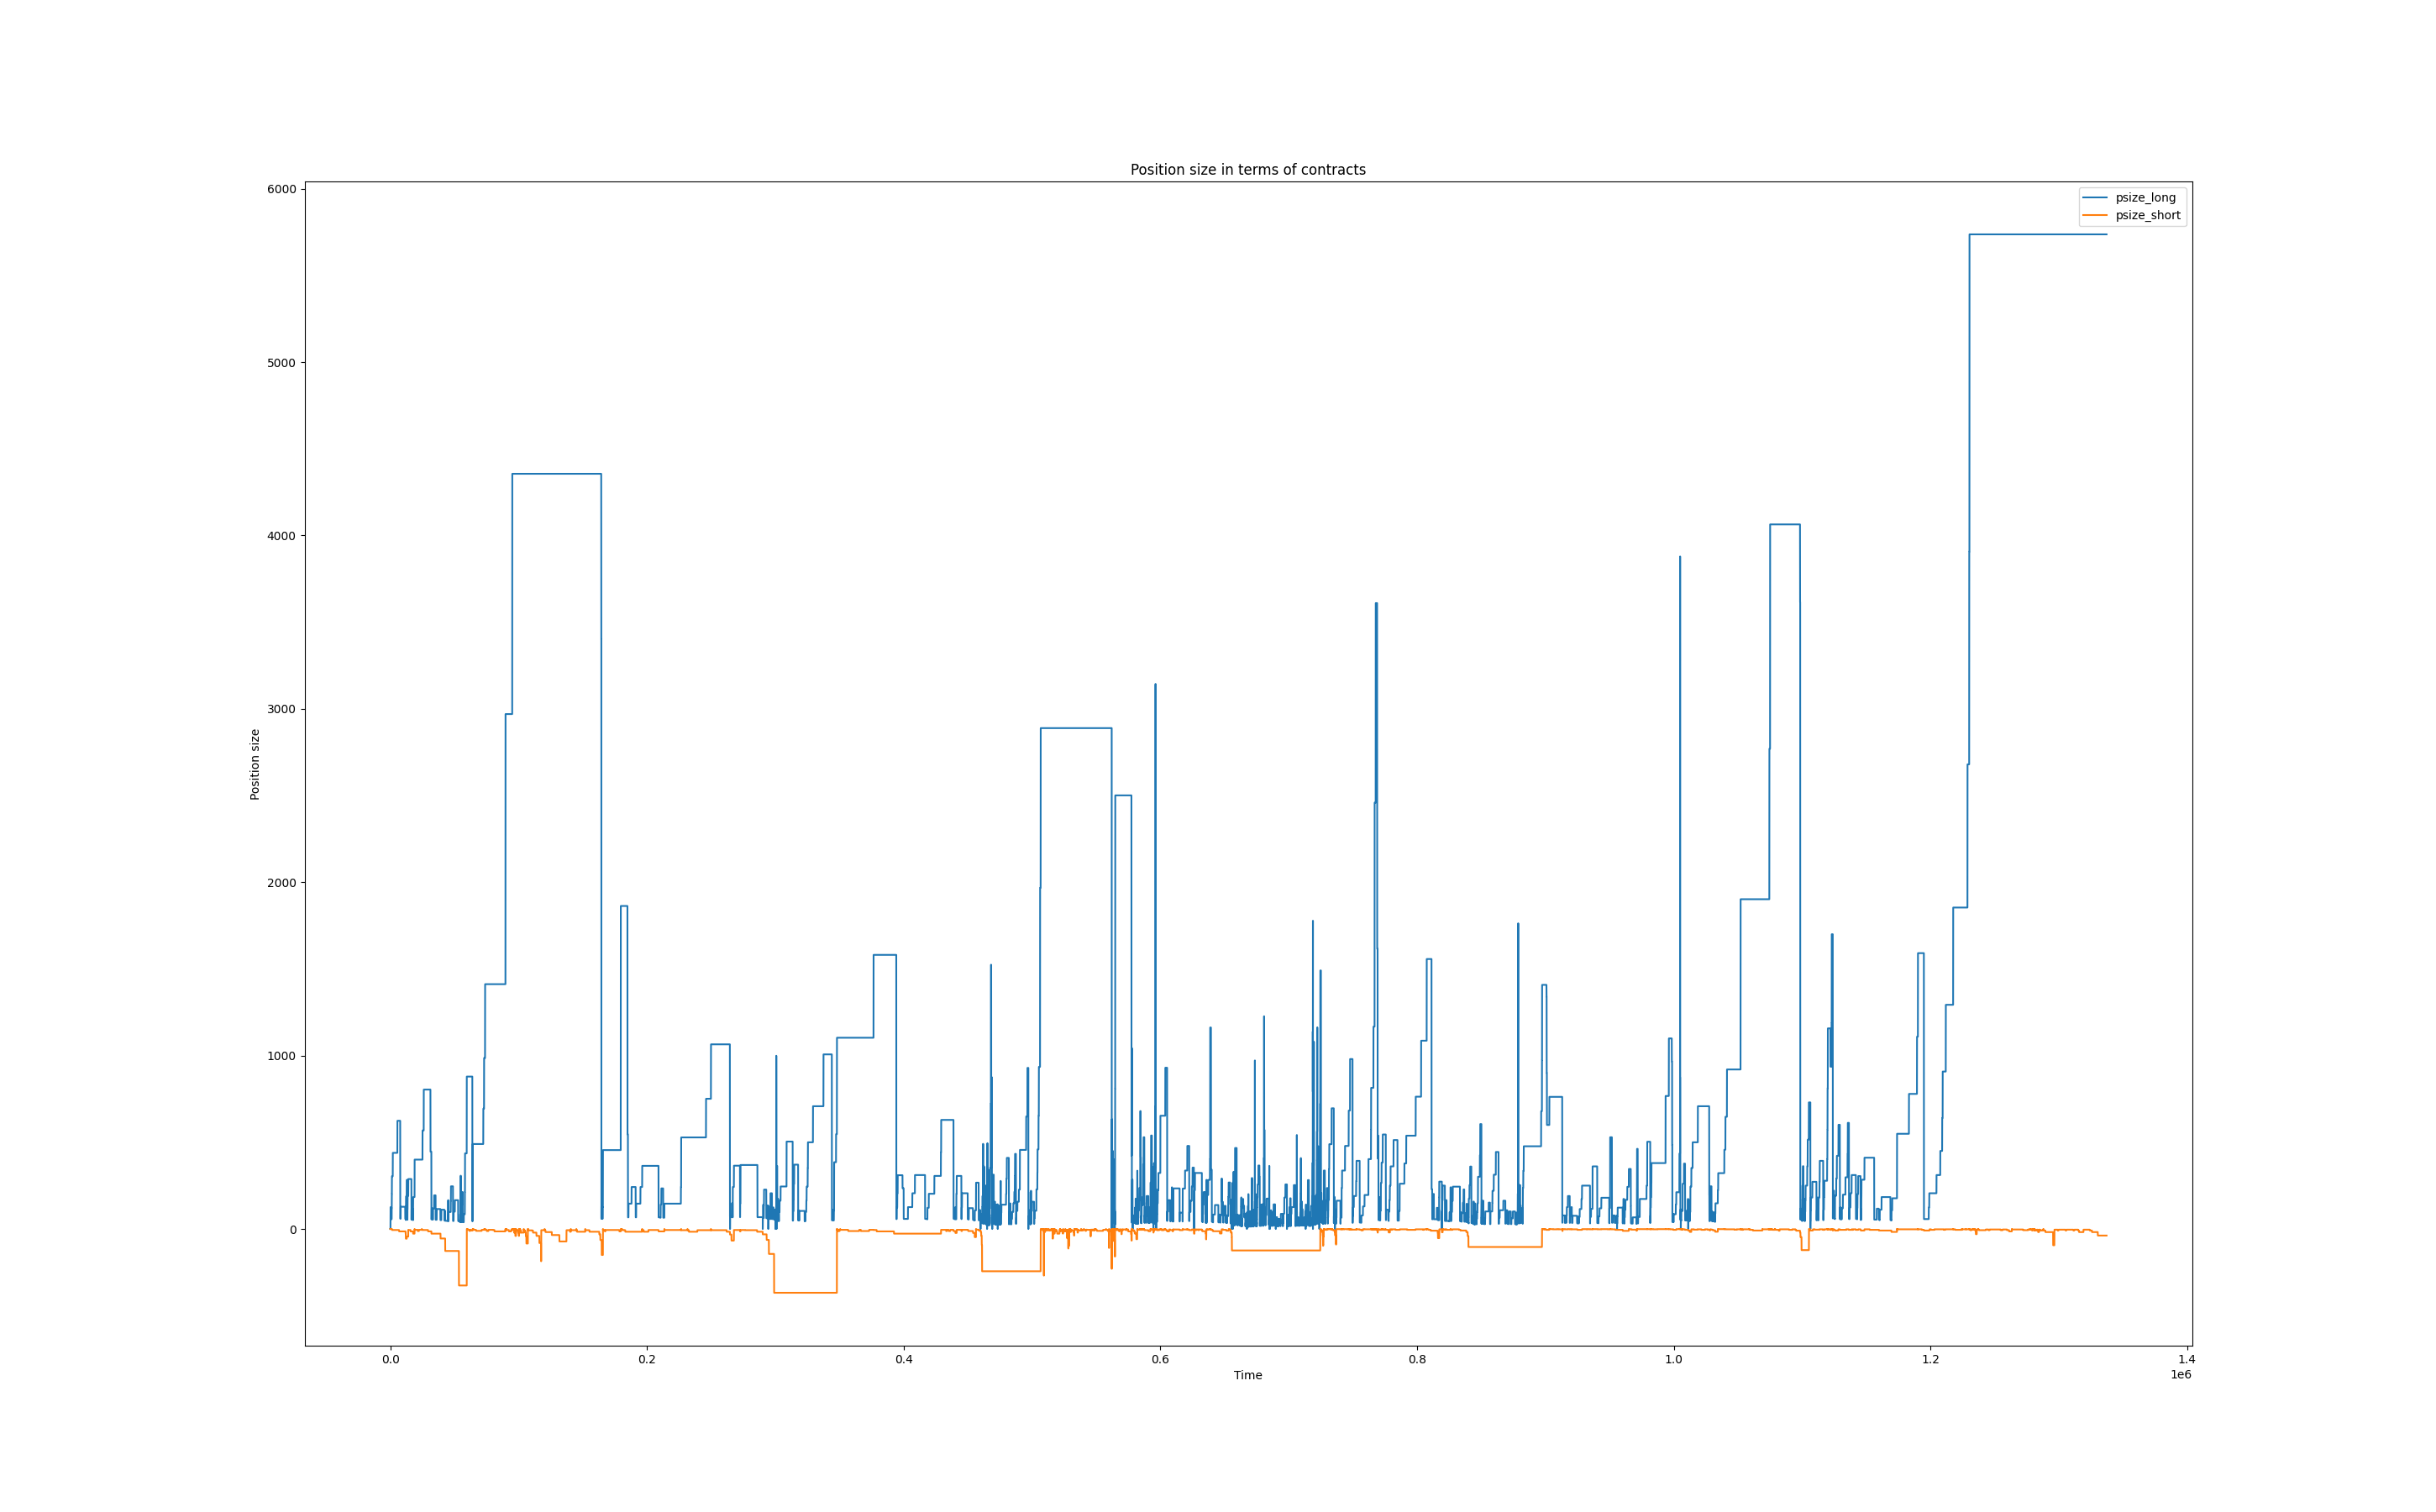 Position size in terms of contracts
psize_long
psize_short
6000
5000
4000
3000
2000
1000
0
Position size
0.0 0.2 0.4 0.6 0.8 1.0 1.2 1.4
1e6
Time